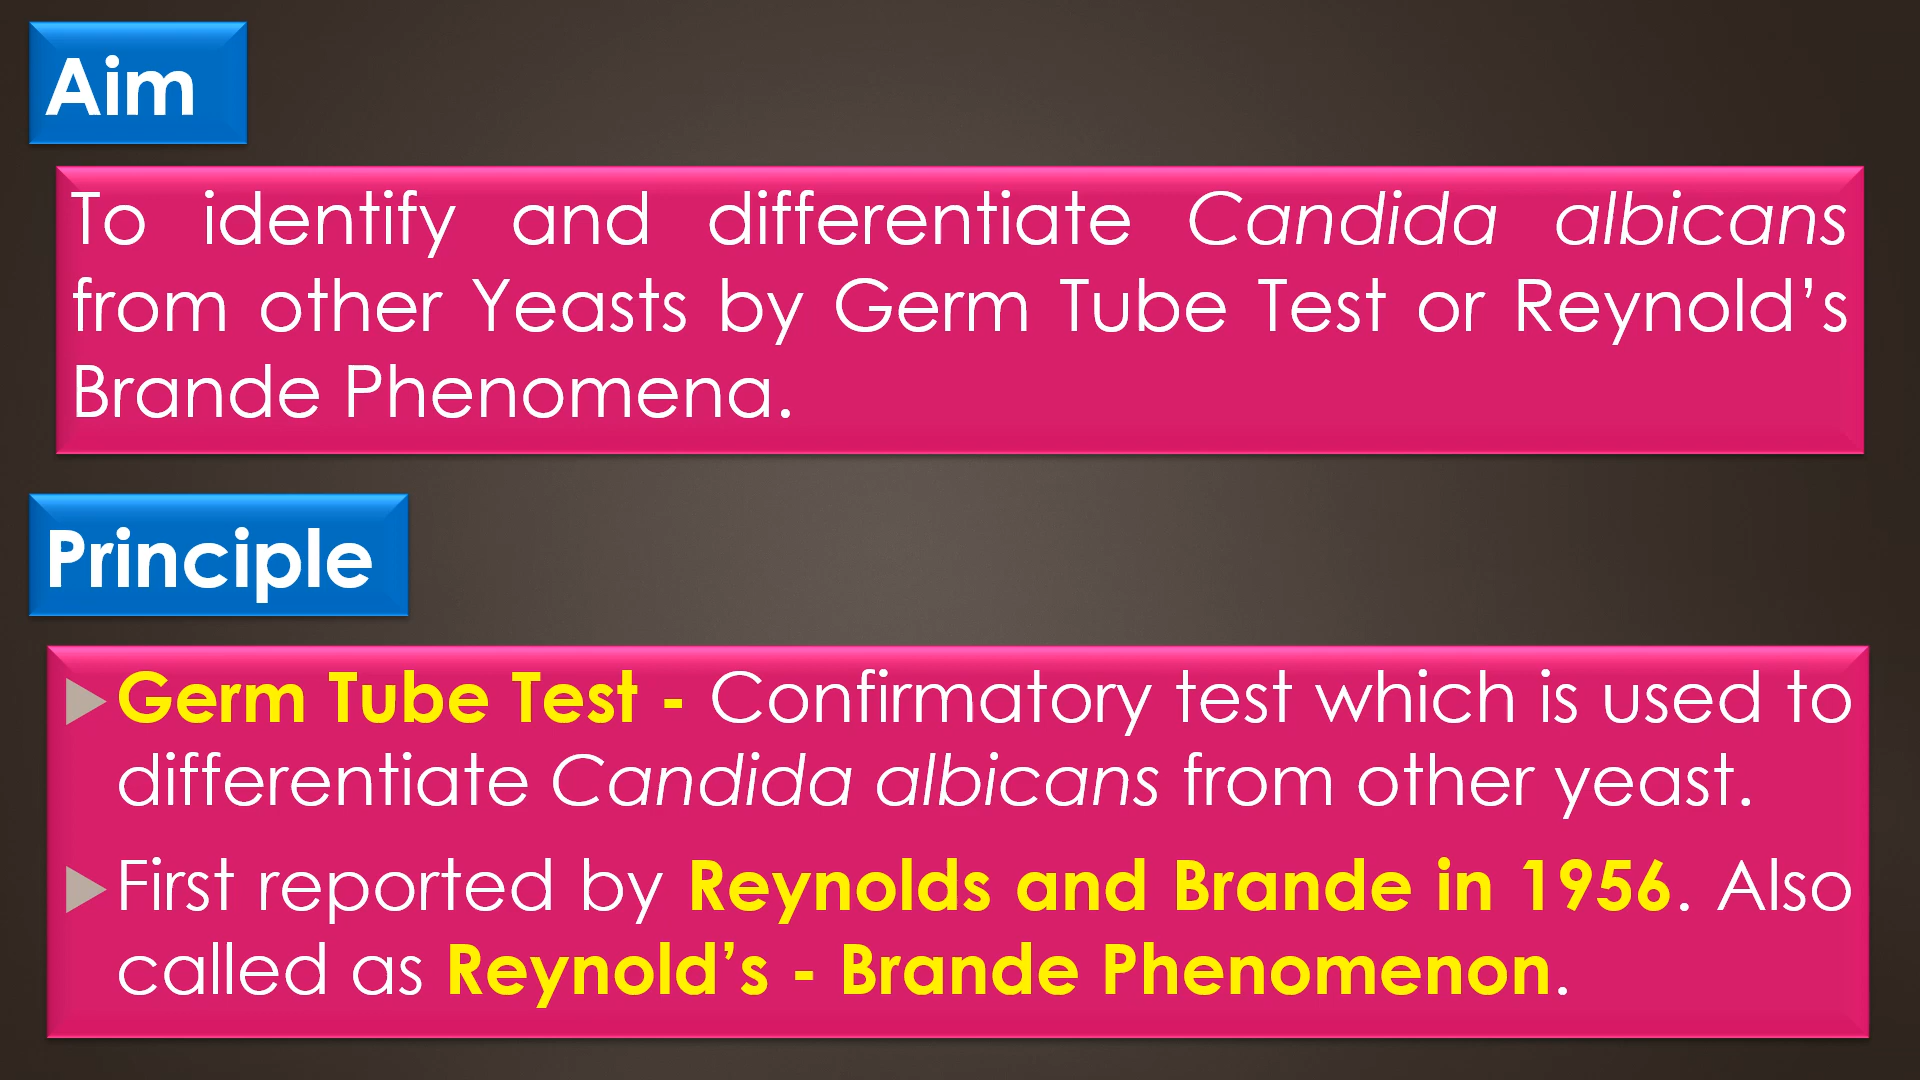 Aim
To identify and differentiate Candida albicans
from other Yeasts by Germ Tube Test or Reynold’s
Brande Phenomena.
Principle
Germ Tube Test - Confirmatory test which is used to
differentiate Candida albicans from other yeast.
First reported by Reynolds and Brande in 1956. Also
called as Reynold’s - Brande Phenomenon.